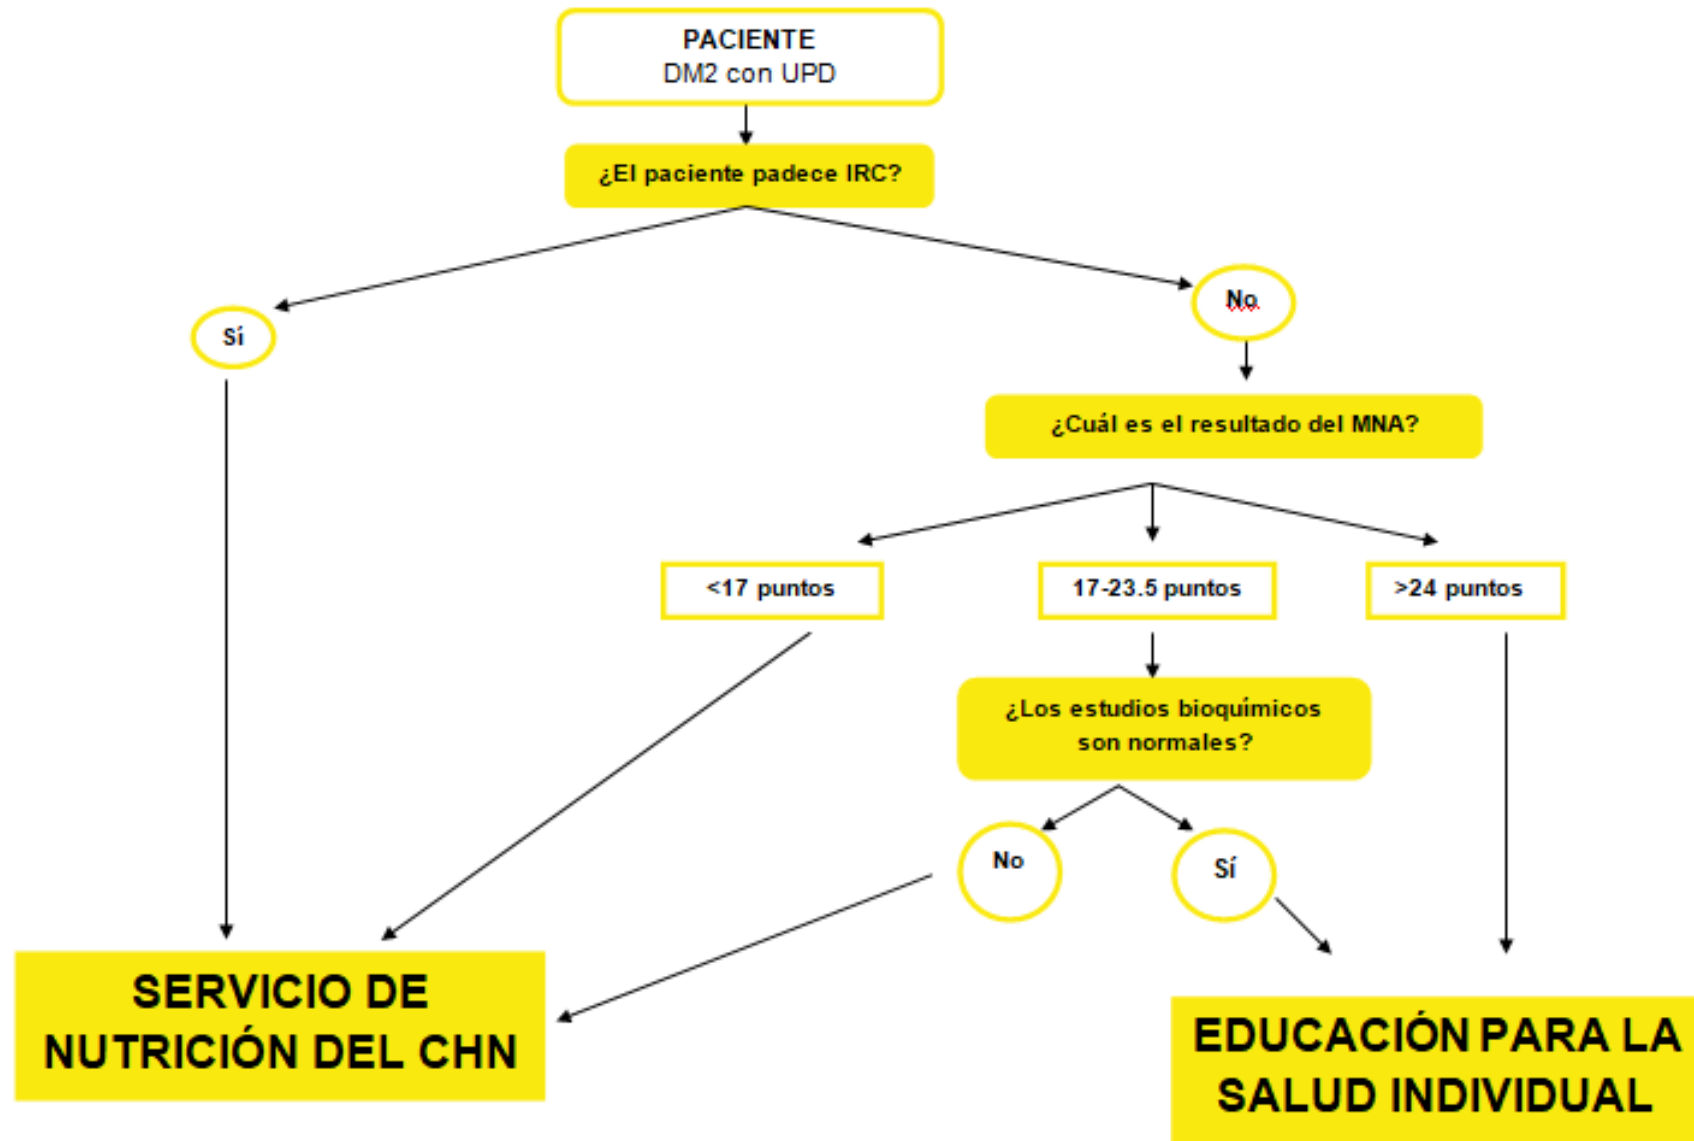 PACIENTE
DM2 con UPD
¿El paciente padece IRC?
Sí
No
¿Cuál es el resultado del MNA?
<17 puntos
17-23.5 puntos
>24 puntos
¿Los estudios bioquímicos
son normales?
No
Sí
SERVICIO DE
NUTRICIÓN DEL CHN
EDUCACIÓN PARA LA
SALUD INDIVIDUAL